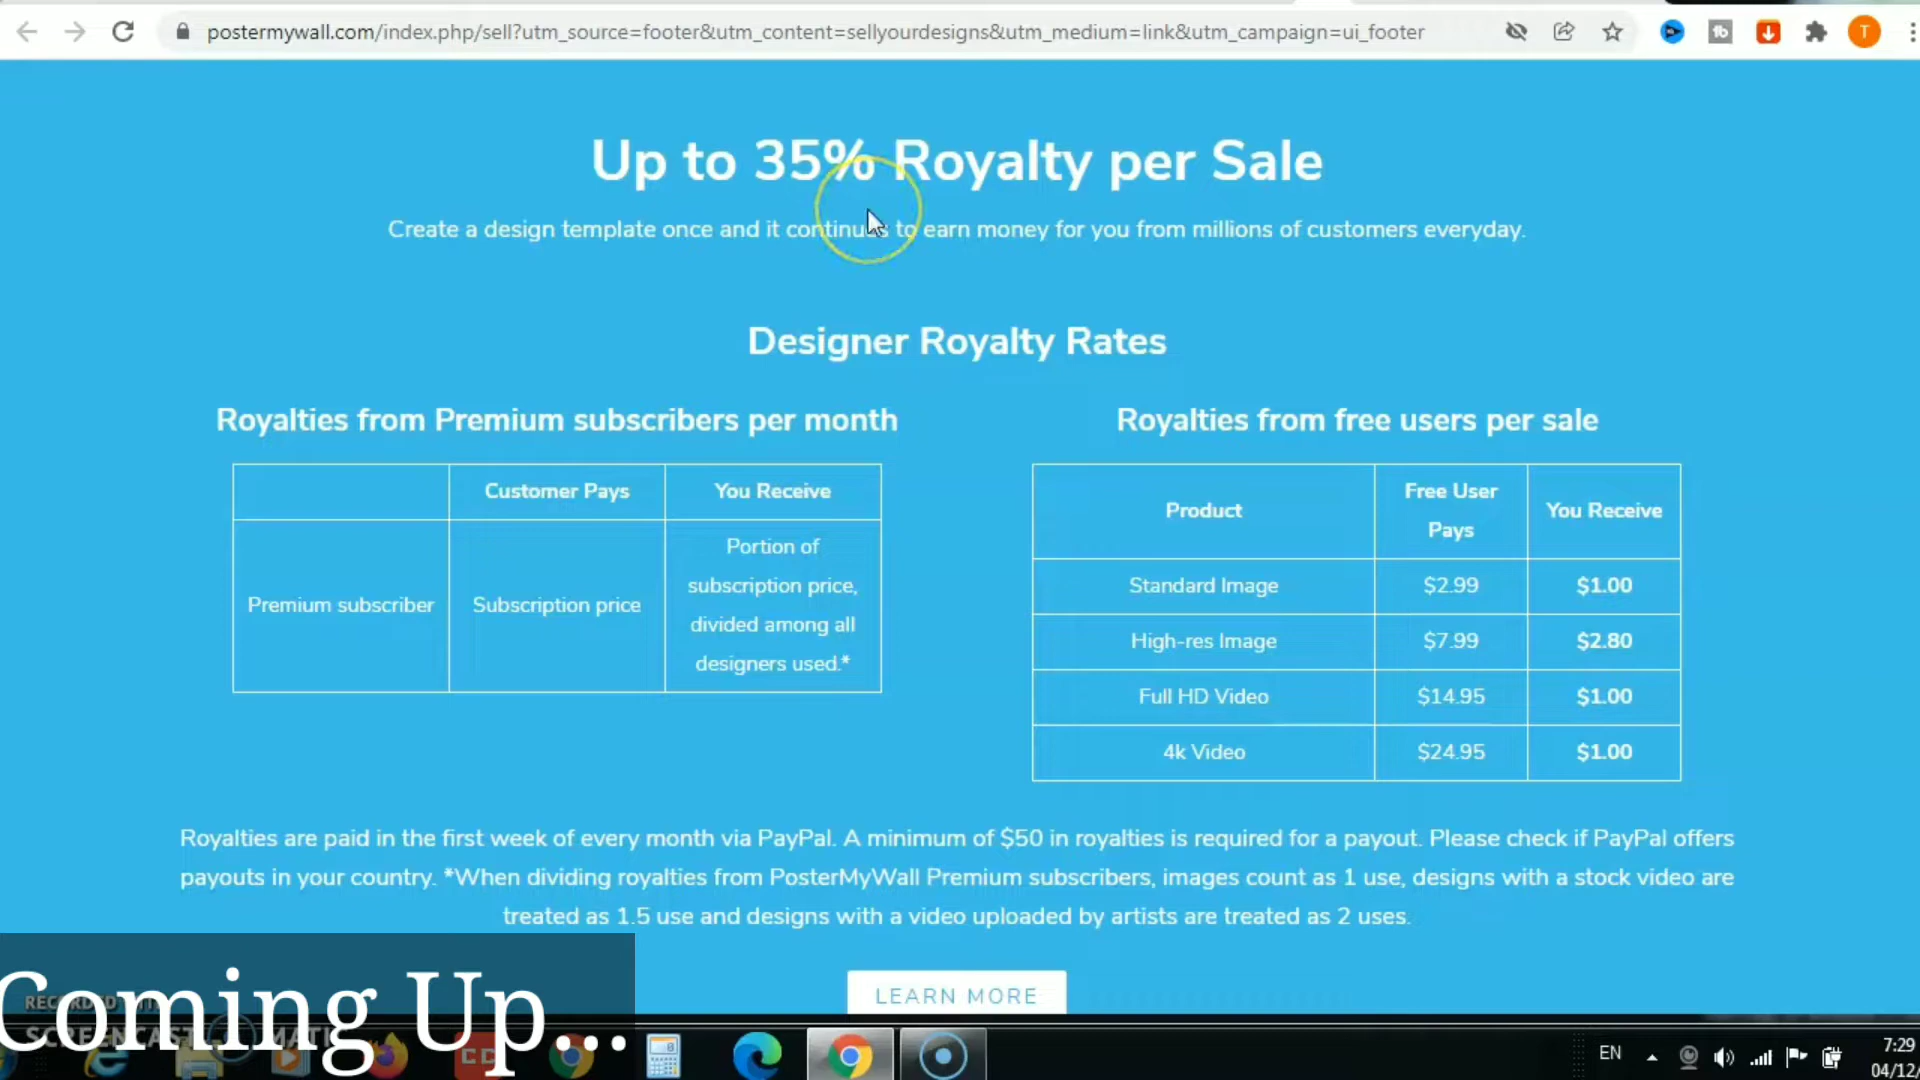 postermywall.com/index.php/sell?utm_source=footer&utm_content=sellyourdesigns&utm_medium=link&utm_campaign=ui_footer
T
Up to 35% Royalty per Sale
Create a design template once and it continues to earn money for you from millions of customers everyday.
Designer Royalty Rates
Royalties from Premium subscribers per month
Customer Pays
You Receive
Premium subscriber
Subscription price
Portion of
subscription price,
divided among all
designers used.*
Royalties from free users per sale
Product
Free User
Pays
You Receive
Standard Image $2.99 $1.00
High-res Image $7.99 $2.80
Full HD Video $14.95 $1.00
4k Video $24.95 $1.00
Royalties are paid in the first week of every month via PayPal. A minimum of $50 in royalties is required for a payout. Please check if PayPal offers
payouts in your country. *When dividing royalties from PosterMyWall Premium subscribers, images count as 1 use, designs with a stock video are
treated as 1.5 use and designs with a video uploaded by artists are treated as 2 uses.
LEARN MORE
Coming Up...
EN
7:29
04/12/